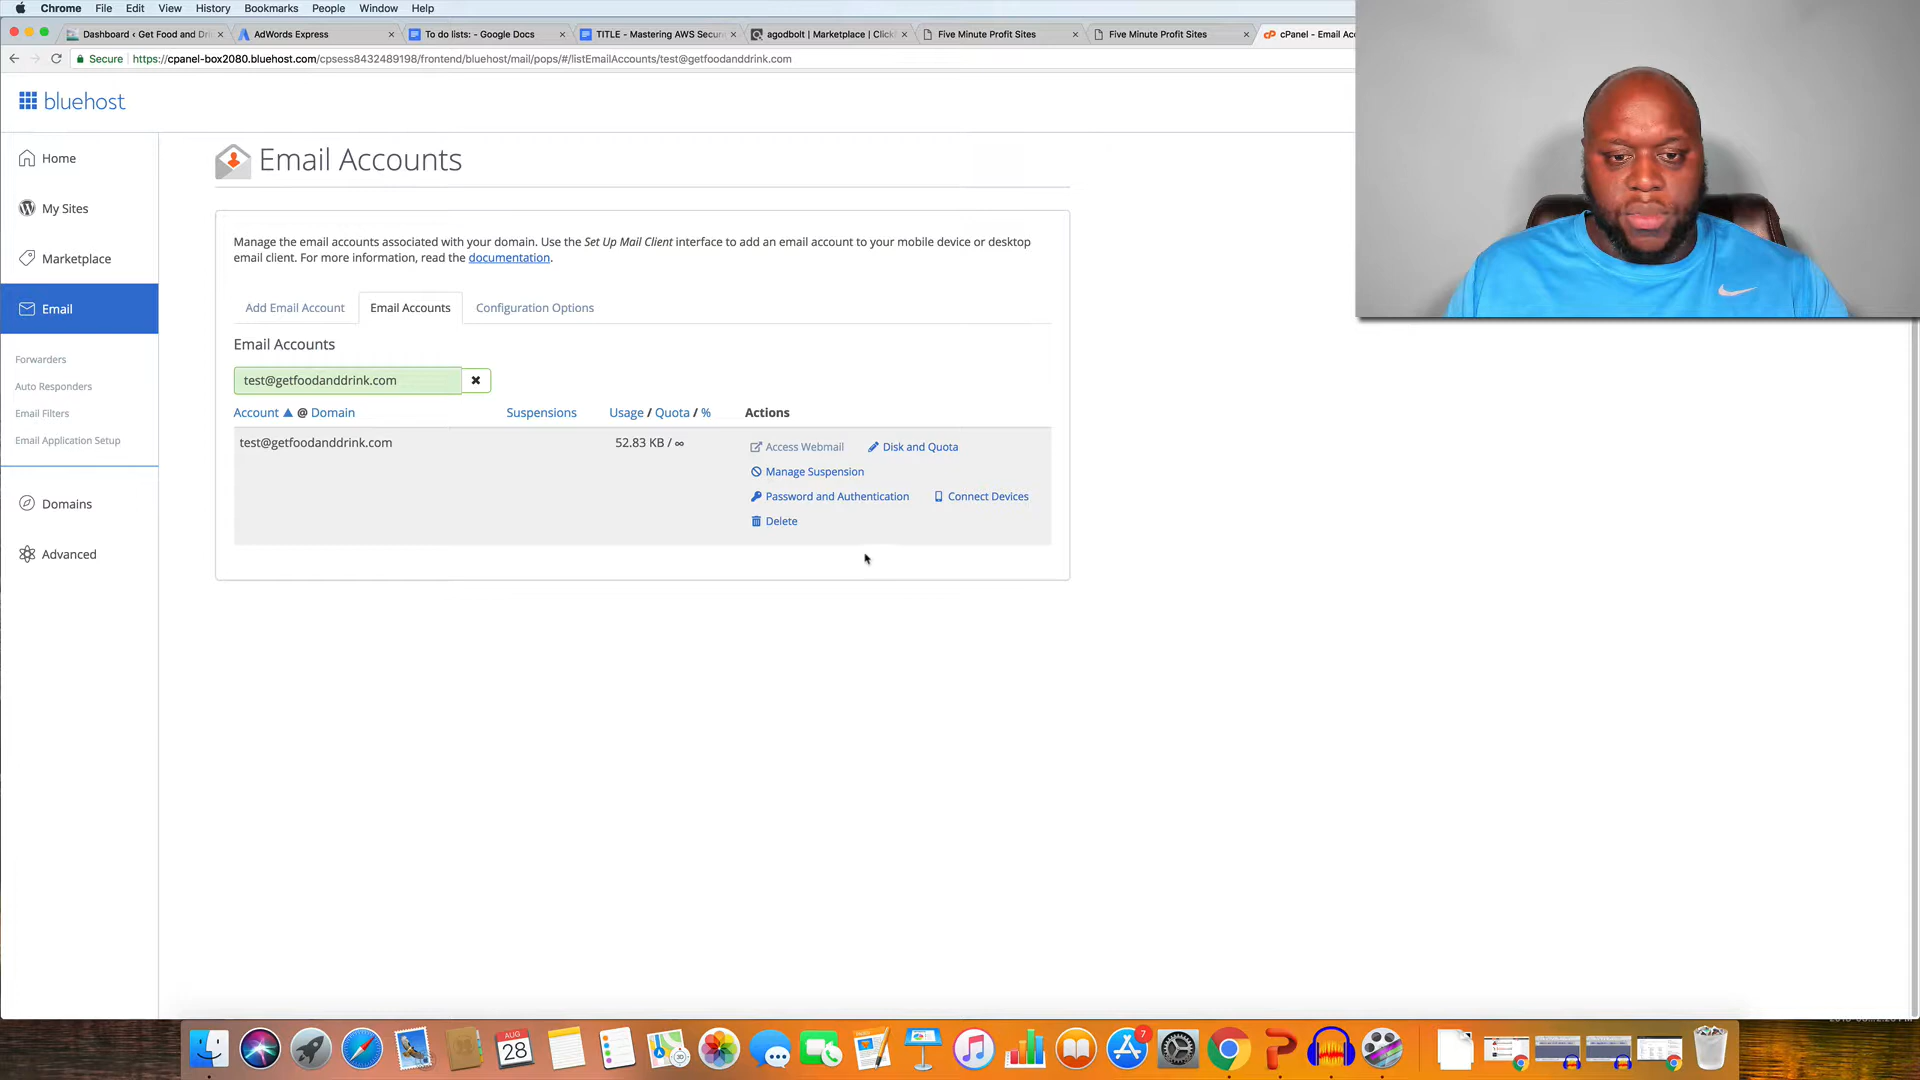 Chrome File Edit View History Bookmarks People Window Help
Dashboard ‹ Get Food and Dri × AdWords Express × To do lists: - Google Docs × TITLE - Mastering AWS Secur × agodbolt | Marketplace | Click × Five Minute Profit Sites × Five Minute Profit Sites × cPanel - Email Acc
Secure https://cpanel-box2080.bluehost.com/cpsess8432489198/frontend/bluehost/mail/pops/#/listEmailAccounts/test@getfoodanddrink.com
bluehost
Home
My Sites
Marketplace
Email
Forwarders
Auto Responders
Email Filters
Email Application Setup
Domains
Advanced
Email Accounts
Manage the email accounts associated with your domain. Use the Set Up Mail Client interface to add an email account to your mobile device or desktop
email client. For more information, read the documentation.
Add Email Account Email Accounts Configuration Options
Email Accounts
test@getfoodanddrink.com
Account ▲ @ Domain Suspensions Usage / Quota / % Actions
test@getfoodanddrink.com 52.83 KB / ∞ Access Webmail Disk and Quota
Manage Suspension
Password and Authentication Connect Devices
Delete
AUG
28
3D
7